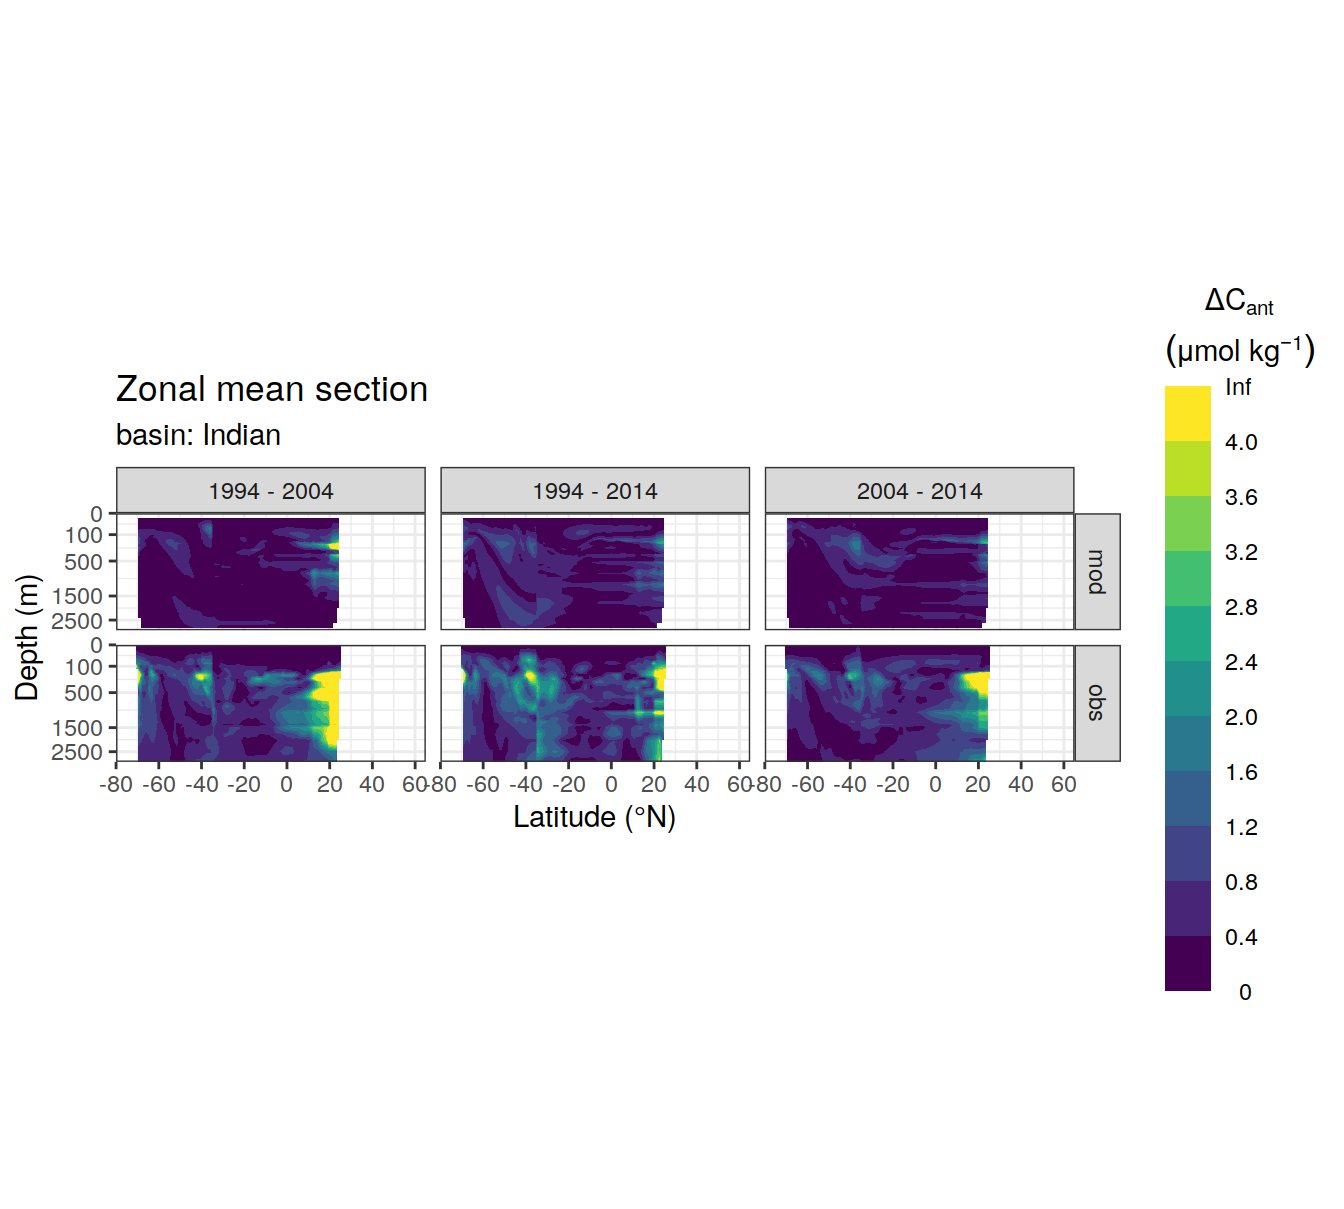 Zonal mean section
basin: Indian
1994 - 2004 1994 - 2014 2004 - 2014
Depth (m)
0
100
500
1500
2500
mod
0
100
500
1500
2500
obs
-80 -60 -40 -20 0 20 40 60 -80 -60 -40 -20 0 20 40 60 -80 -60 -40 -20 0 20 40 60
Latitude (°N)
ΔCant
(μmol kg⁻¹)
Inf
4.0
3.6
3.2
2.8
2.4
2.0
1.6
1.2
0.8
0.4
0